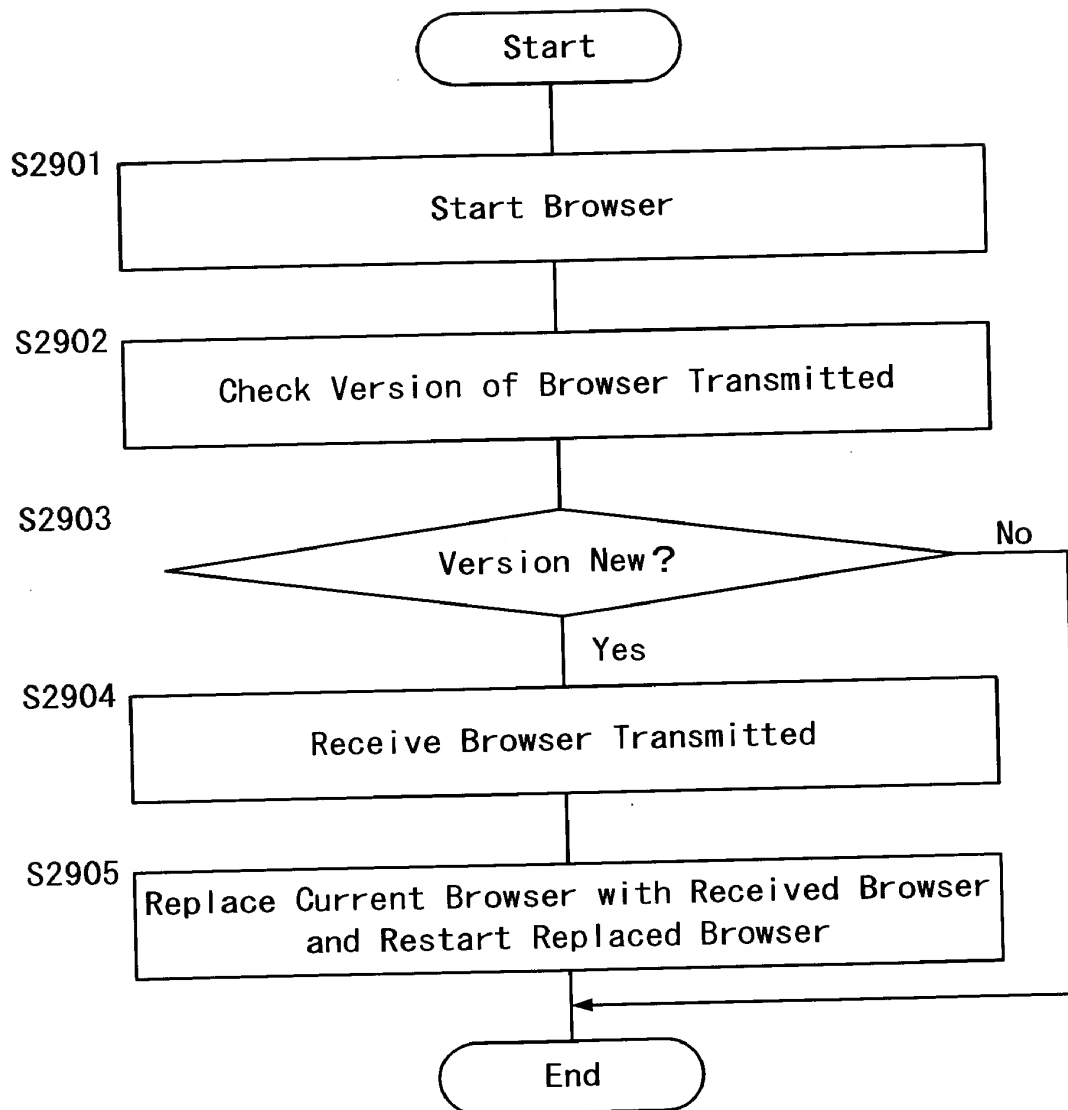 Start
S2901
Start Browser
S2902
Check Version of Browser Transmitted
S2903
Version New?
No
Yes
S2904
Receive Browser Transmitted
S2905
Replace Current Browser with Received Browser
and Restart Replaced Browser
End